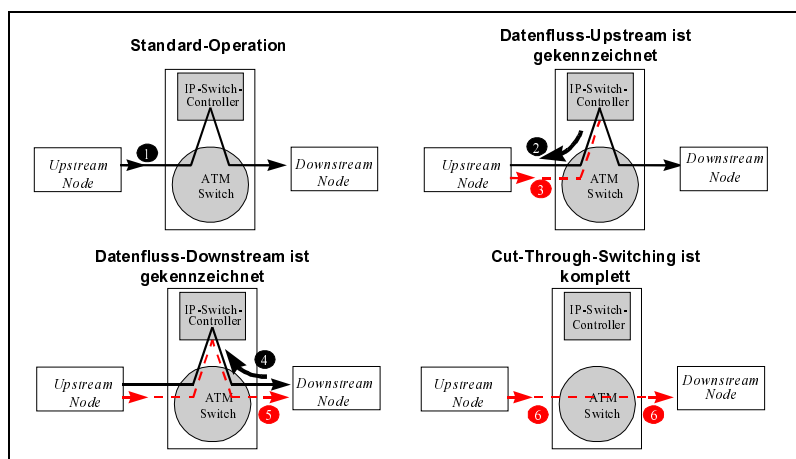 Standard-Operation
IP-Switch-
Controller
1
Upstream
Node
ATM
Switch
Downstream
Node
Datenfluss-Upstream ist
gekennzeichnet
IP-Switch-
Controller
2
Upstream
Node
3
ATM
Switch
Downstream
Node
Datenfluss-Downstream ist
gekennzeichnet
IP-Switch-
Controller
4
Upstream
Node
ATM
Switch
5
Downstream
Node
Cut-Through-Switching ist
komplett
IP-Switch-
Controller
Upstream
Node
6
ATM
Switch
6
Downstream
Node